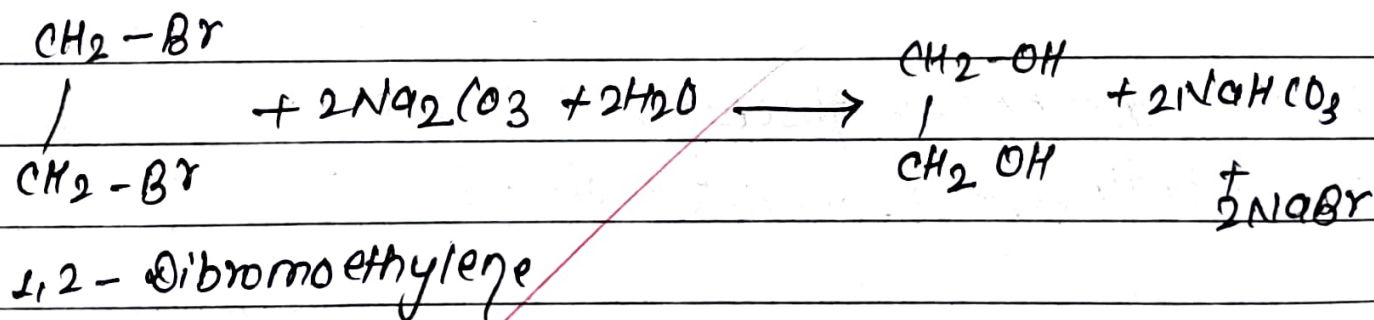 CH2 - Br
CH2 - OH
| + 2Na2CO3 + 2H2O ⟶ | + 2NaHCO3
CH2 - Br
CH2 OH
+
2NaBr
1,2 - Dibromoethylene